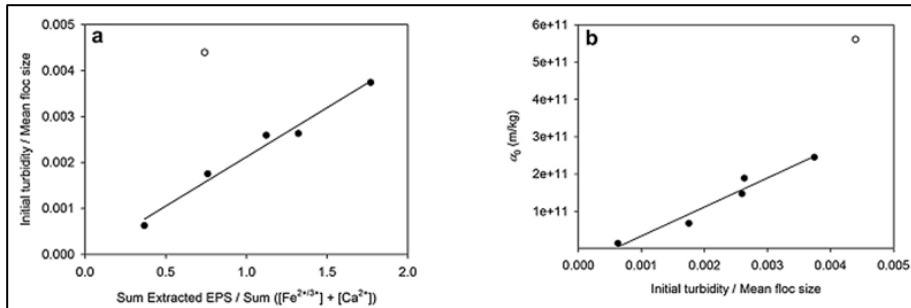 a
0.005
0.004
0.003
0.002
0.001
0.000
Initial turbidity / Mean floc size
0.0 0.5 1.0 1.5 2.0
Sum Extracted EPS / Sum ([Fe²⁺/³⁺] + [Ca²⁺])
b
6e+11
5e+11
4e+11
3e+11
2e+11
1e+11
α₀ (m/kg)
0.000 0.001 0.002 0.003 0.004 0.005
Initial turbidity / Mean floc size